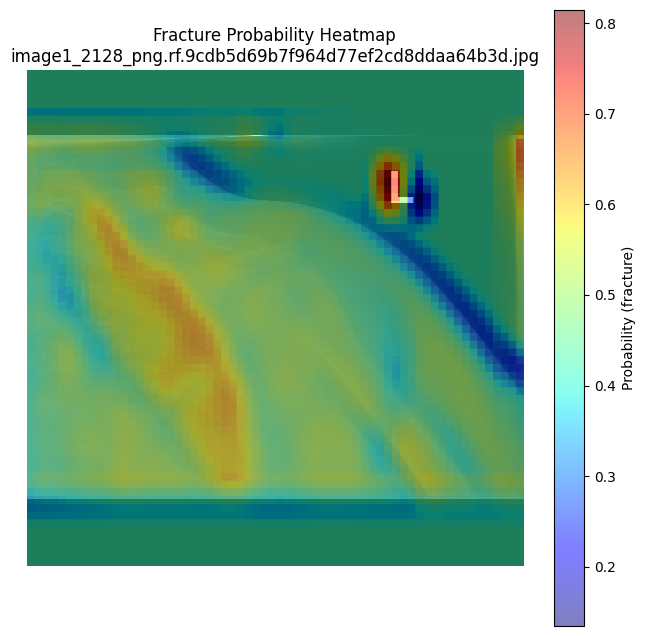 Fracture Probability Heatmap
image1_2128_png.rf.9cdb5d69b7f964d77ef2cd8ddaa64b3d.jpg
0.8
0.7
0.6
0.5
0.4
0.3
0.2
Probability (fracture)